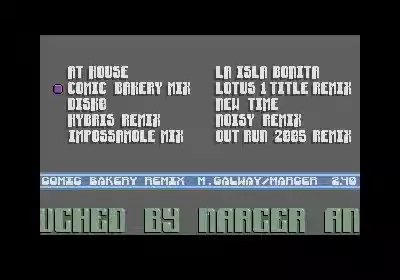 AT HOUSE
COMIC BAKERY MIX
DISKO
HYBRIS REMIX
IMPOSSAMOLE MIX
LA ISLA BONITA
LOTUS 1 TITLE REMIX
NEW TIME
NOISY REMIX
OUT RUN 2005 REMIX
COMIC BAKERY REMIX M.GALWAY/MARCER 2.40
UCHED BY MARCER AN